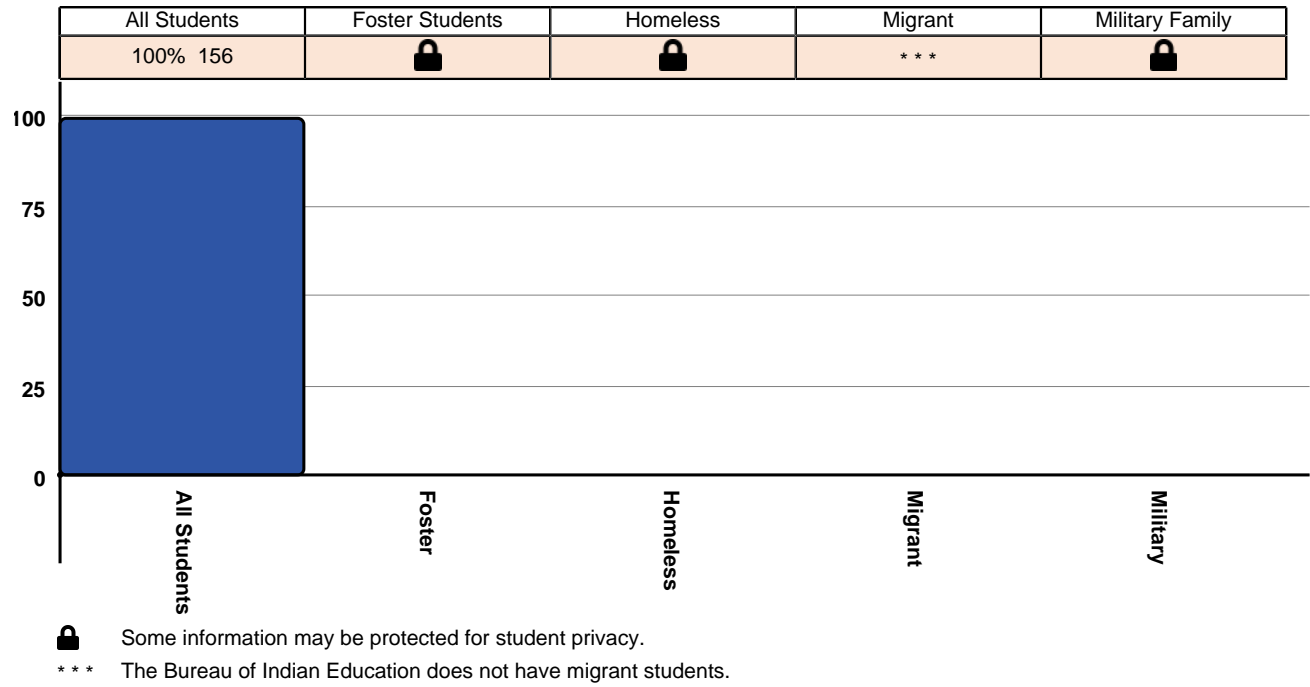 All Students Foster Students Homeless Migrant Military Family
100% 156 * * *
100
75
50
25
0
All Students
Foster
Homeless
Migrant
Military
Some information may be protected for student privacy.
* * * The Bureau of Indian Education does not have migrant students.